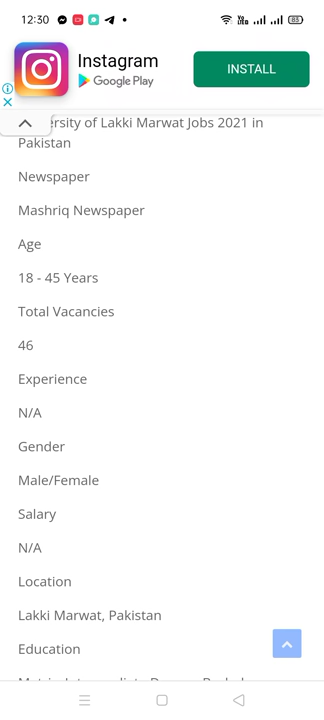 12:30
83
Instagram
Google Play
INSTALL
ersity of Lakki Marwat Jobs 2021 in
Pakistan
Newspaper
Mashriq Newspaper
Age
18 - 45 Years
Total Vacancies
46
Experience
N/A
Gender
Male/Female
Salary
N/A
Location
Lakki Marwat, Pakistan
Education